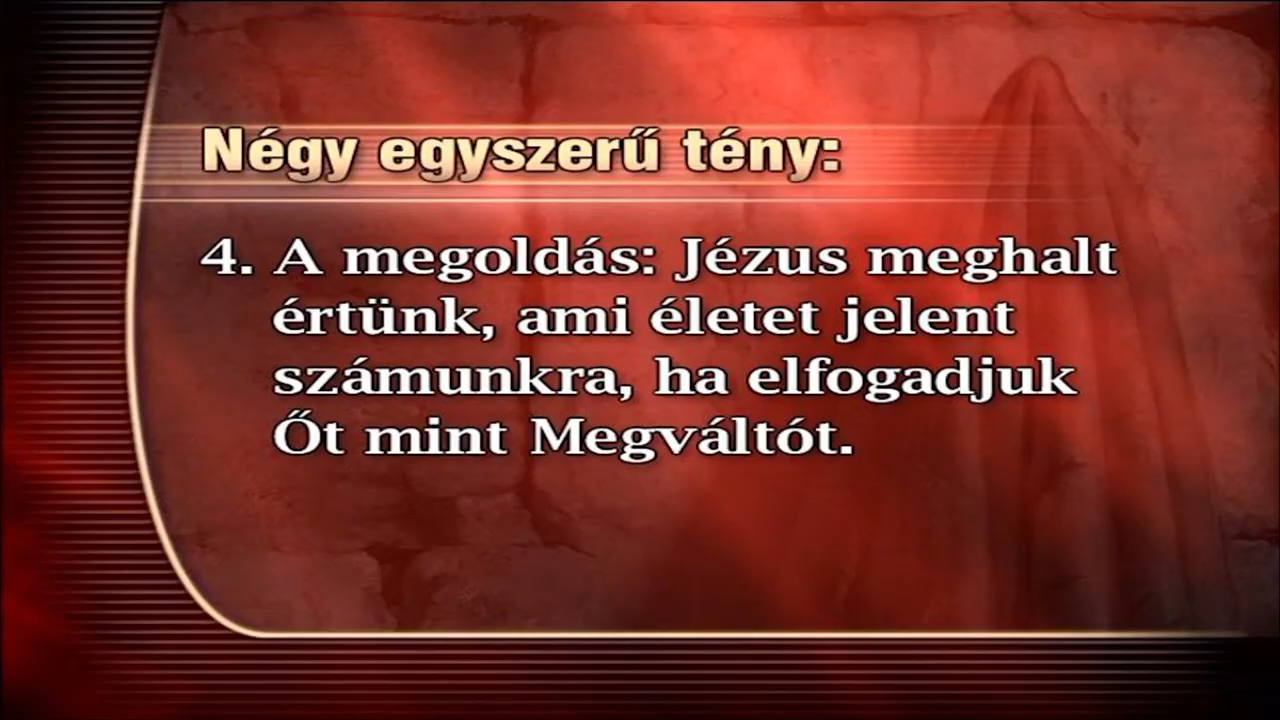 Négy egyszerű tény:
4. A megoldás: Jézus meghalt
értünk, ami életet jelent
számunkra, ha elfogadjuk
Őt mint Megváltót.